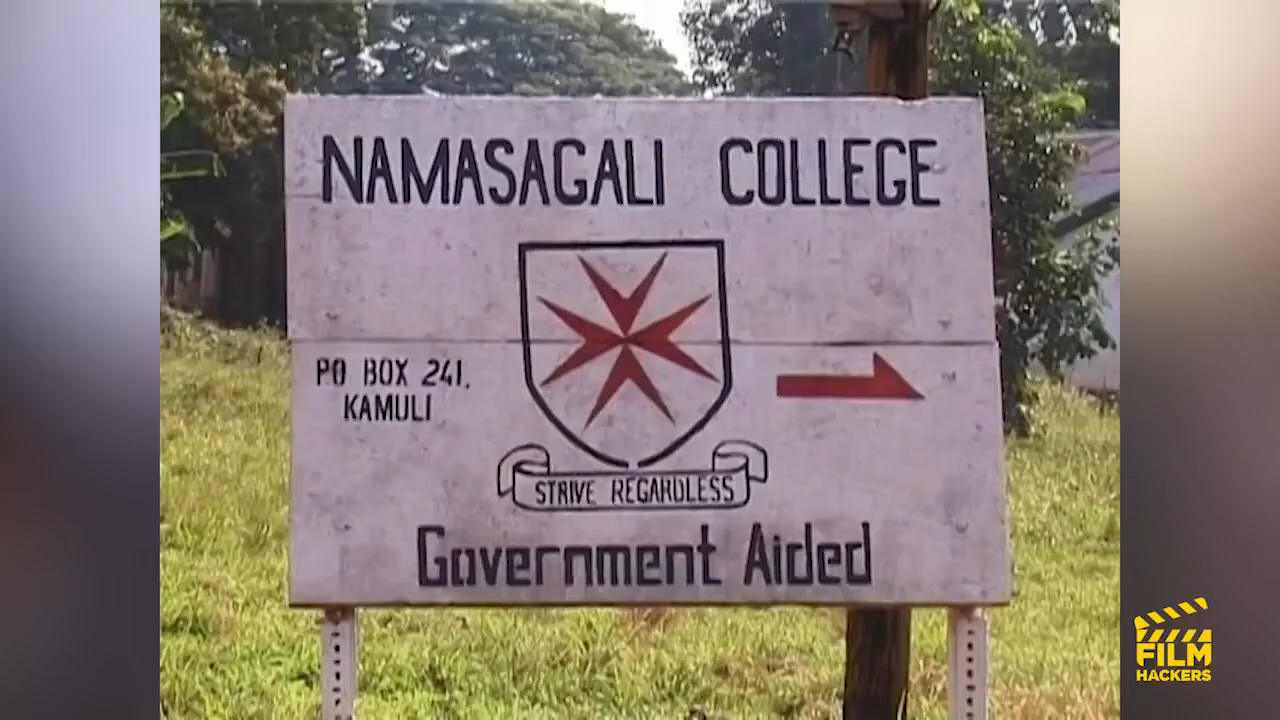 NAMASAGALI COLLEGE
PO BOX 241,
KAMULI
STRIVE REGARDLESS
Government Aided
FILM
HACKERS